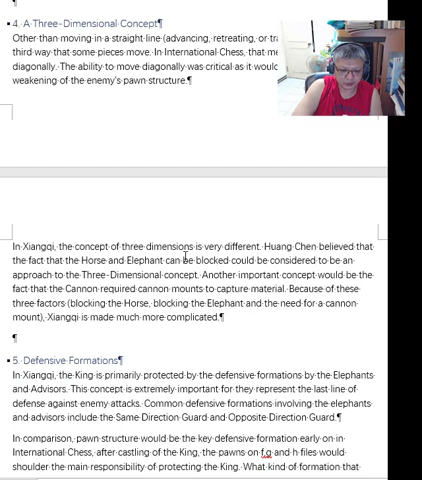 4. A Three-Dimensional Concept¶
Other than moving in a straight line (advancing, retreating, or
third way that some pieces move. In International Chess, that
diagonally. The ability to move diagonally was critical as it would
weakening of the enemy's pawn structure.¶
In Xiangqi, the concept of three dimensions is very different. Huang Chen believed that
the fact that the Horse and Elephant can be blocked could be considered to be an
approach to the Three-Dimensional concept. Another important concept would be the
fact that the Cannon required cannon mounts to capture material. Because of these
three factors (blocking the Horse, blocking the Elephant and the need for a cannon
mount), Xiangqi is made much more complicated.¶
¶
5. Defensive Formations¶
In Xiangqi, the King is primarily protected by the defensive formations by the Elephants
and Advisors. This concept is extremely important for they represent the last line of
defense against enemy attacks. Common defensive formations involving the elephants
and advisors include the Same Direction Guard and Opposite Direction Guard.¶
In comparison, pawn structure would be the key defensive formation early on in
International Chess, after castling of the King, the pawns on f,g and h files would
shoulder the main responsibility of protecting the King. What kind of formation that